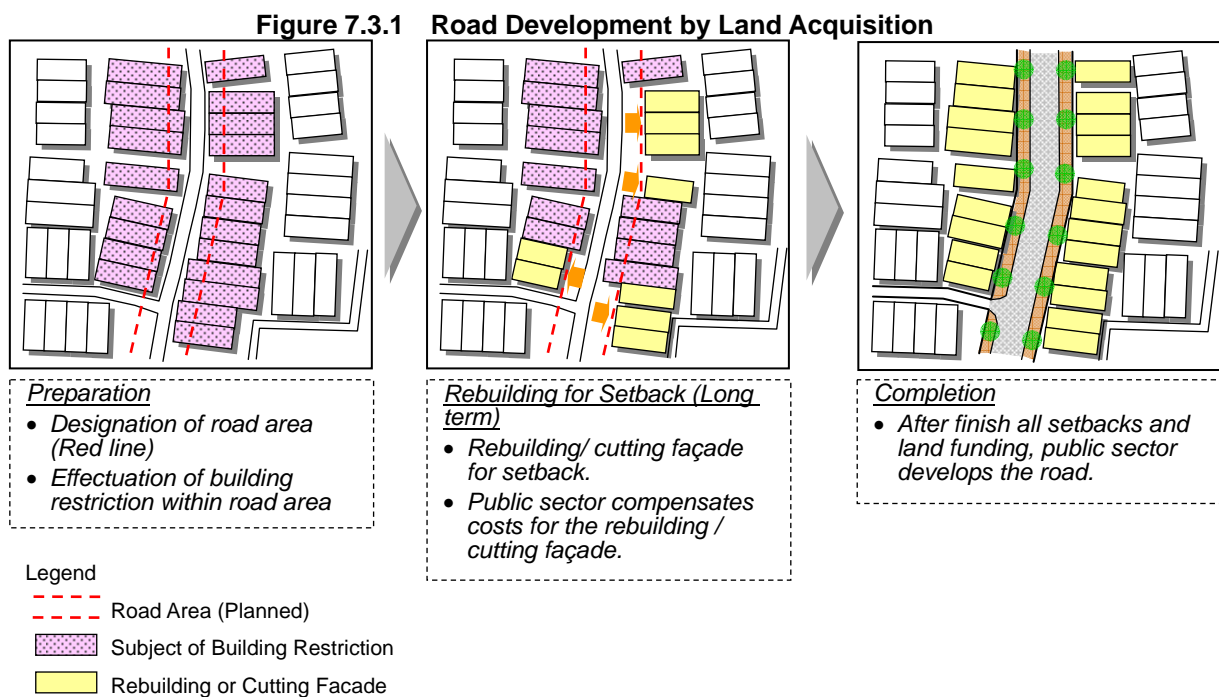 Figure 7.3.1 Road Development by Land Acquisition
Preparation
• Designation of road area
(Red line)
• Effectuation of building
restriction within road area
Rebuilding for Setback (Long
term)
• Rebuilding/ cutting façade
for setback.
• Public sector compensates
costs for the rebuilding /
cutting façade.
Completion
• After finish all setbacks and
land funding, public sector
develops the road.
Legend
Road Area (Planned)
Subject of Building Restriction
Rebuilding or Cutting Facade